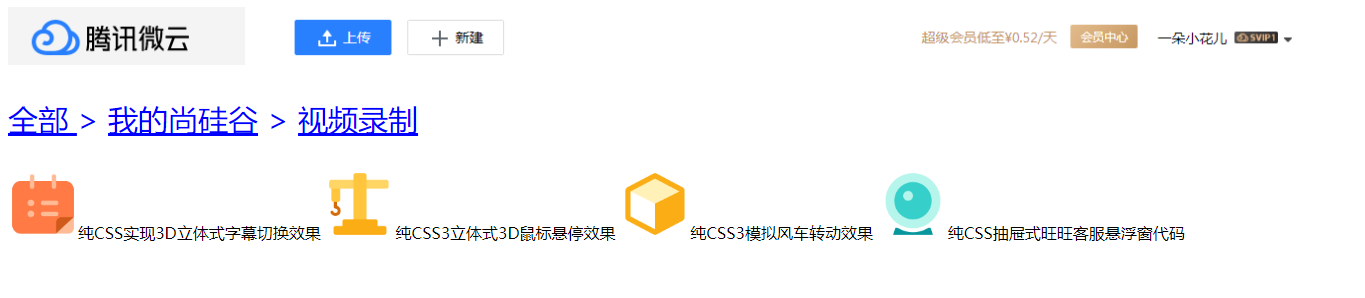 腾讯微云 上传 新建 超级会员低至¥0.52/天 会员中心 一朵小花儿 SVIP1
全部 > 我的尚硅谷 > 视频录制
纯CSS实现3D立体式字幕切换效果 纯CSS3立体式3D鼠标悬停效果 纯CSS3模拟风车转动效果 纯CSS抽屉式旺旺客服悬浮窗代码